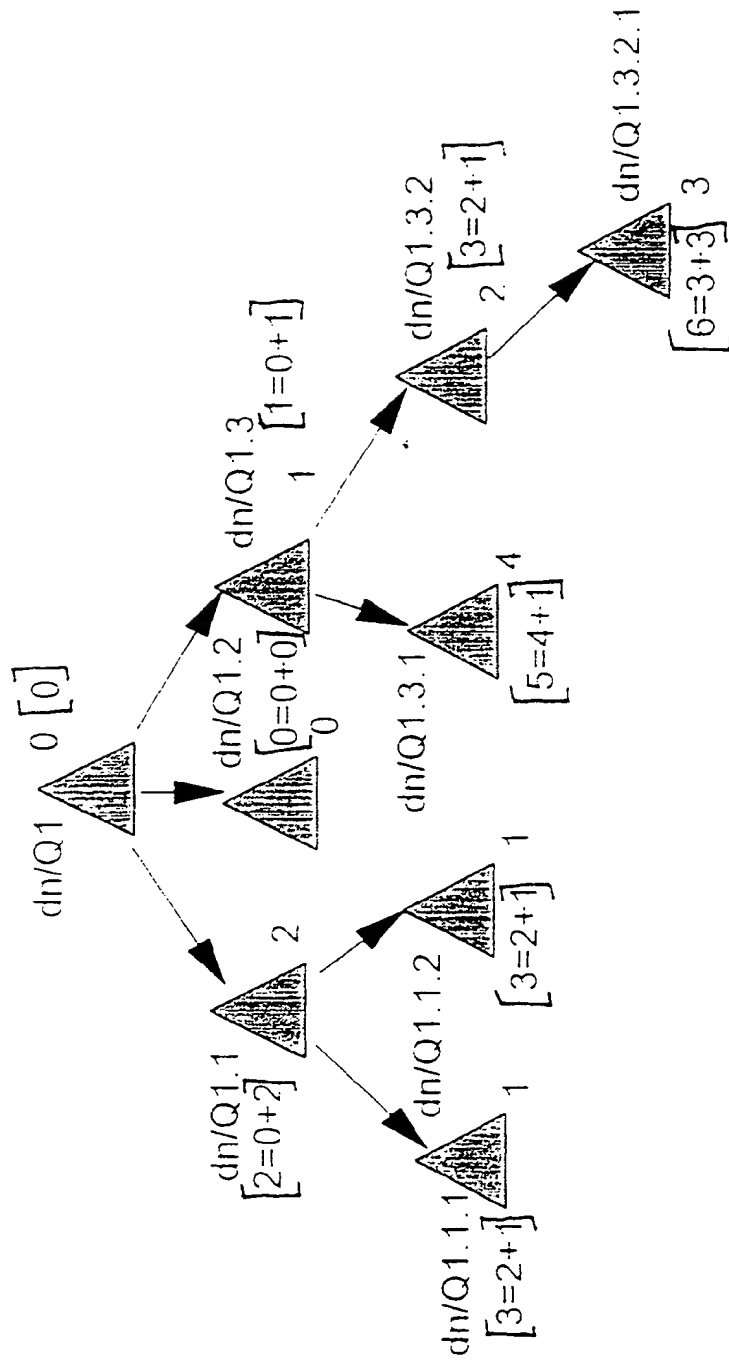 dn/Q1
0 [0]
dn/Q1.1
[2=0+2]
2
dn/Q1.2
[0=0+0]
0
dn/Q1.3
[1=0+1]
1
dn/Q1.1.1
[3=2+1]
1
dn/Q1.1.2
[3=2+1]
1
dn/Q1.3.1
[5=4+1]
4
dn/Q1.3.2
2 [3=2+1]
dn/Q1.3.2.1
[6=3+3]
3